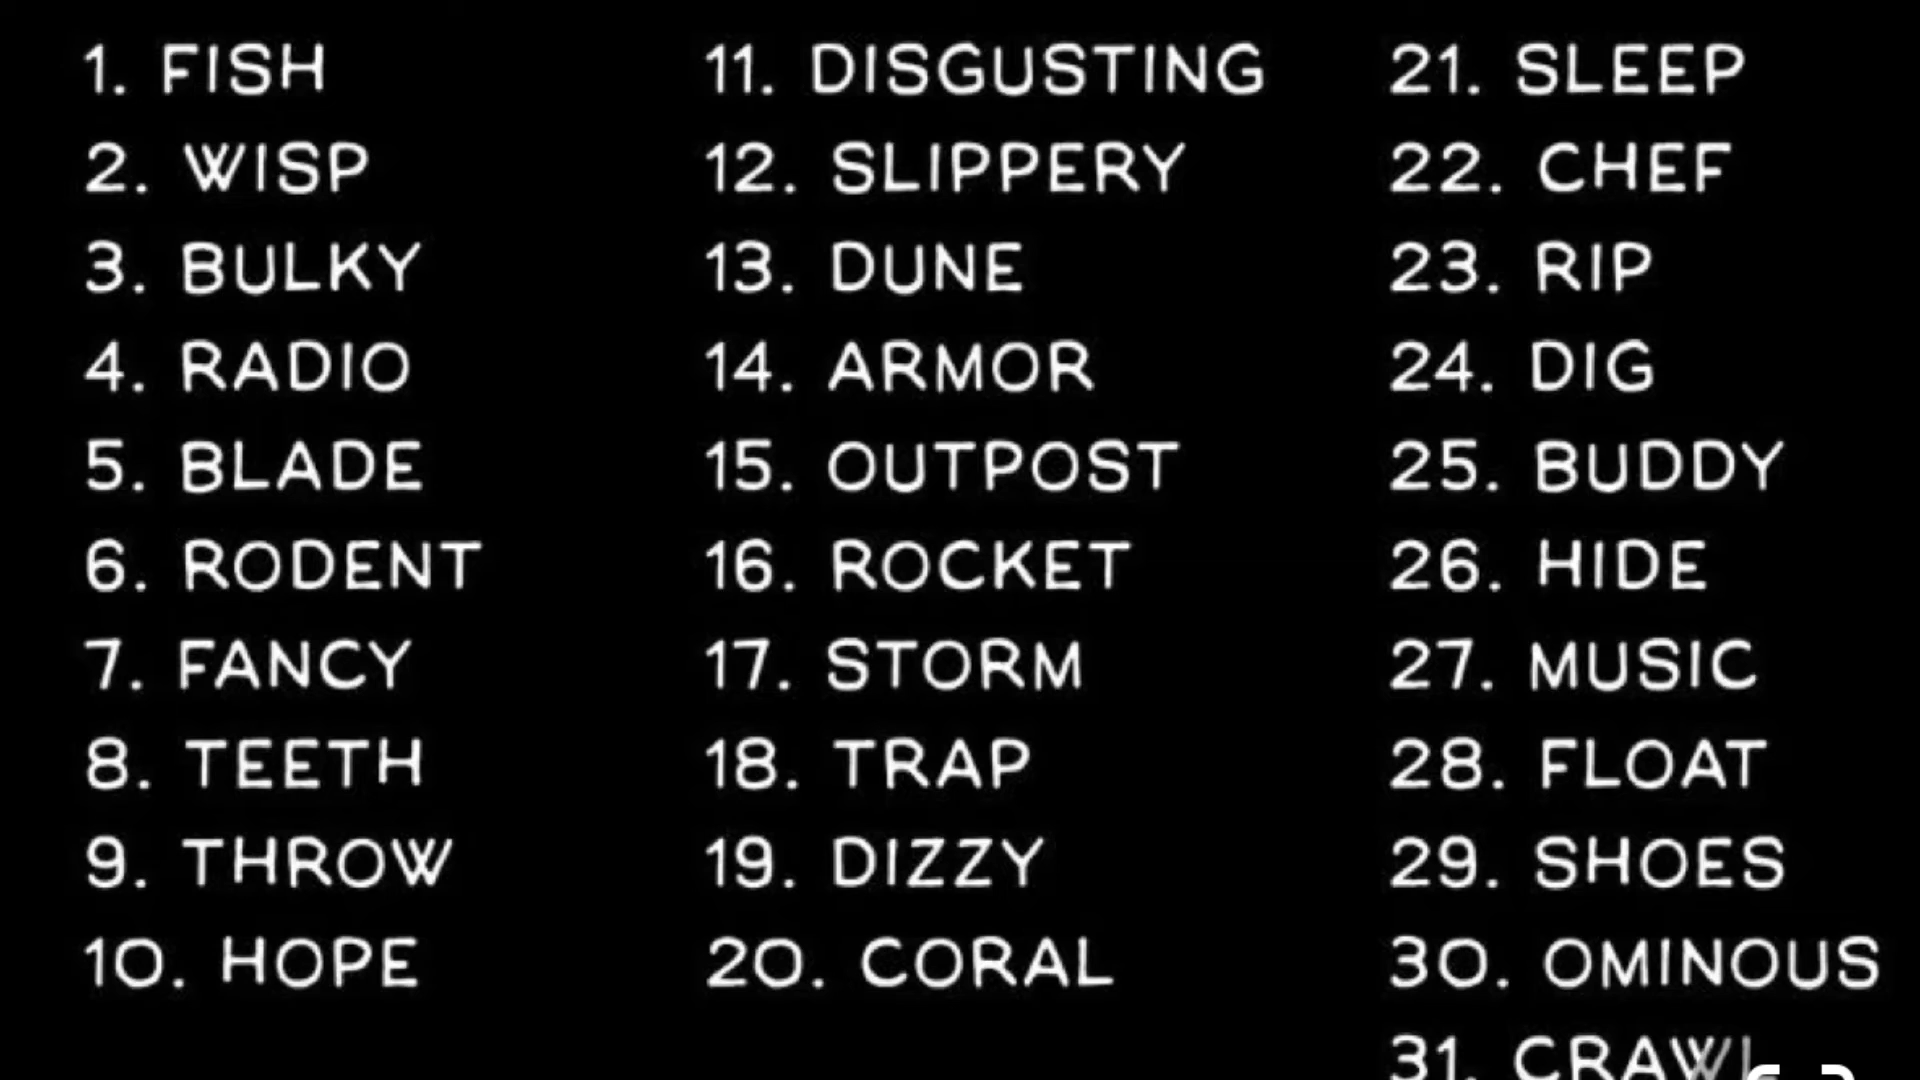 1. FISH
2. WISP
3. BULKY
4. RADIO
5. BLADE
6. RODENT
7. FANCY
8. TEETH
9. THROW
10. HOPE
11. DISGUSTING
12. SLIPPERY
13. DUNE
14. ARMOR
15. OUTPOST
16. ROCKET
17. STORM
18. TRAP
19. DIZZY
20. CORAL
21. SLEEP
22. CHEF
23. RIP
24. DIG
25. BUDDY
26. HIDE
27. MUSIC
28. FLOAT
29. SHOES
30. OMINOUS
31. CRAWL